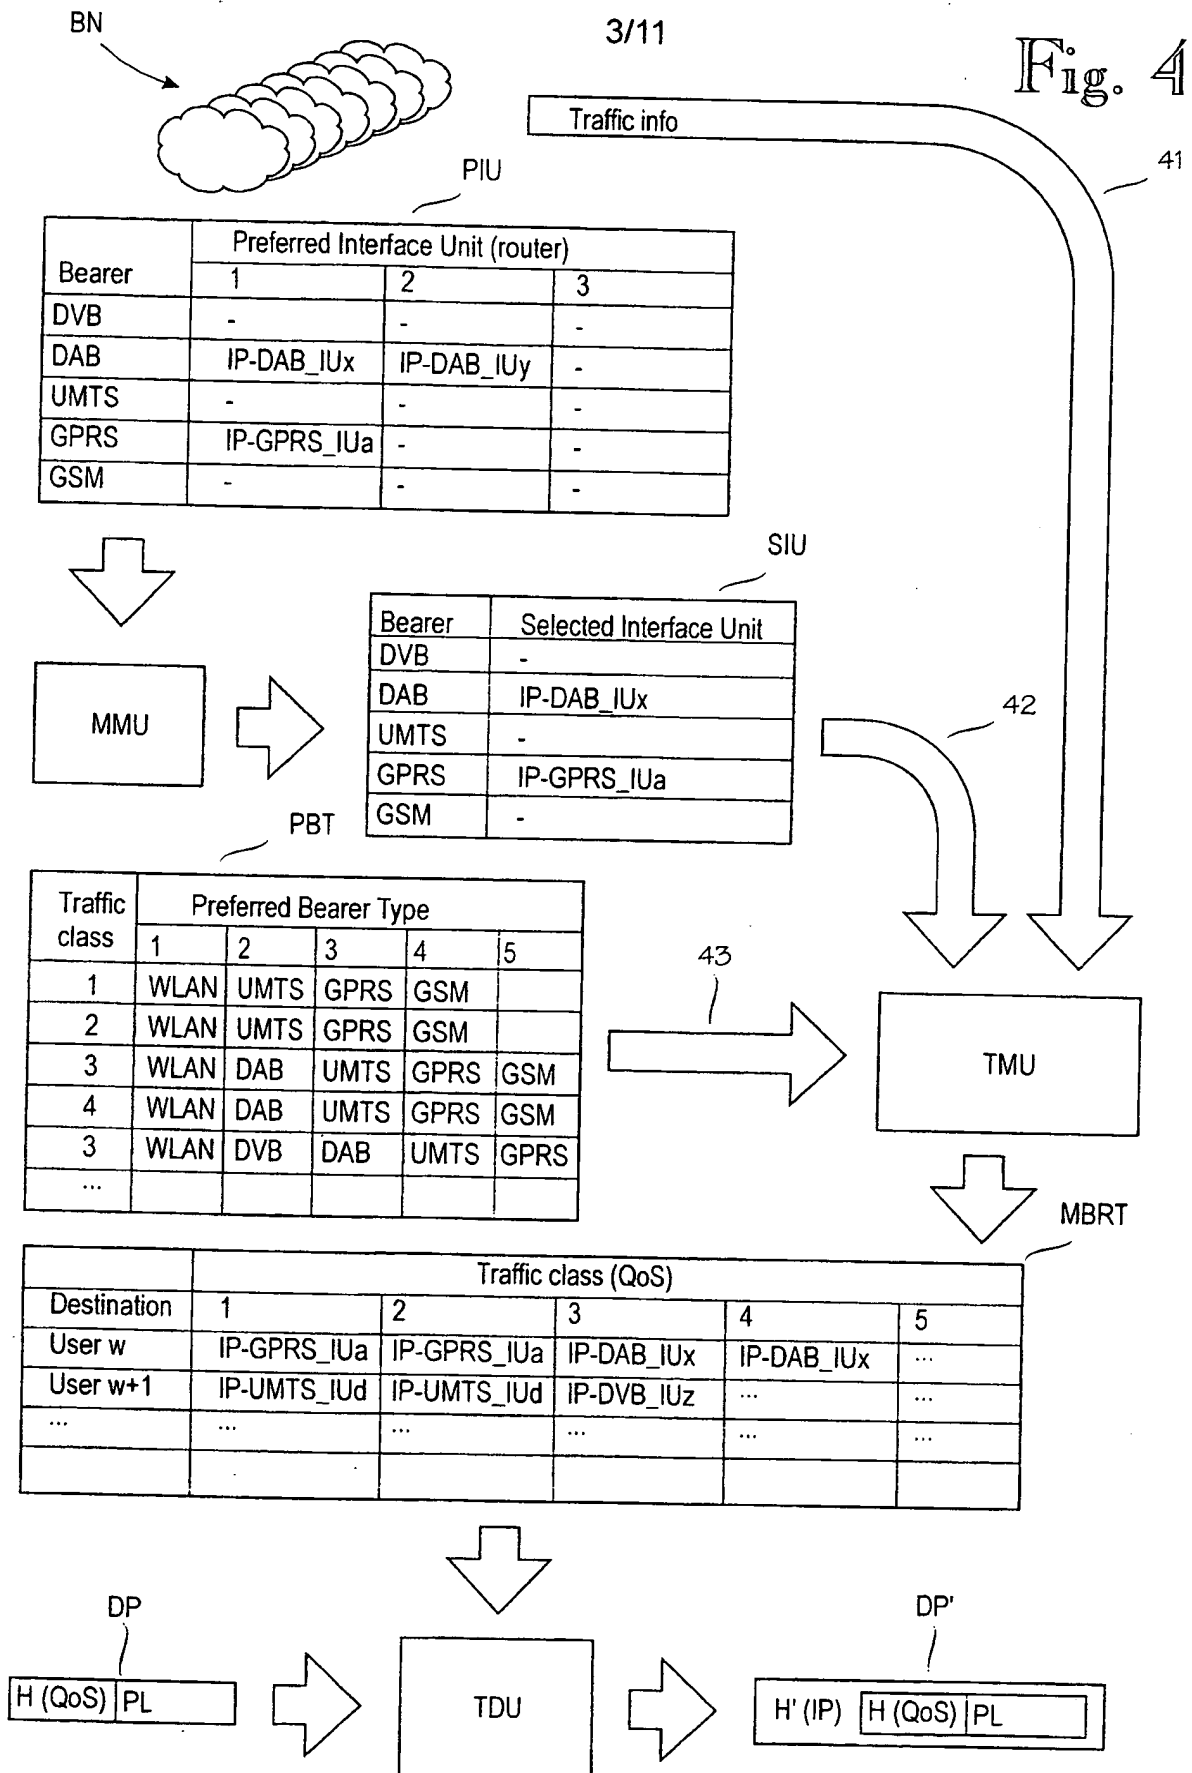 BN
3/11
Fig. 4
Traffic info
41
PIU
Preferred Interface Unit (router)
Bearer 1 2 3
DVB - - -
DAB IP-DAB_IUx IP-DAB_IUy -
UMTS - - -
GPRS IP-GPRS_IUa - -
GSM - - -
SIU
Bearer Selected Interface Unit
DVB -
DAB IP-DAB_IUx
UMTS -
GPRS IP-GPRS_IUa
GSM -
MMU
42
PBT
Traffic class Preferred Bearer Type
1 2 3 4 5
1 WLAN UMTS GPRS GSM
2 WLAN UMTS GPRS GSM
3 WLAN DAB UMTS GPRS GSM
4 WLAN DAB UMTS GPRS GSM
3 WLAN DVB DAB UMTS GPRS
...
43
TMU
MBRT
Traffic class (QoS)
Destination 1 2 3 4 5
User w IP-GPRS_IUa IP-GPRS_IUa IP-DAB_IUx IP-DAB_IUx ...
User w+1 IP-UMTS_IUd IP-UMTS_IUd IP-DVB_IUz ... ...
... ... ... ... ... ...
DP
H (QoS) PL
TDU
DP'
H' (IP) H (QoS) PL